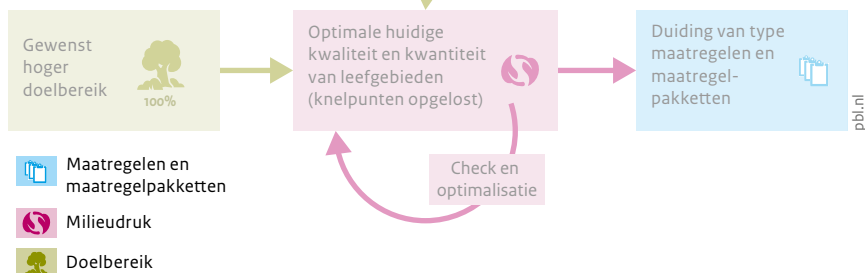 Gewenst
hoger
doelbereik
100%
Optimale huidige
kwaliteit en kwantiteit
van leefgebieden
(knelpunten opgelost)
Duiding van type
maatregelen en
maatregel-
pakketten
pbl.nl
Check en
optimalisatie
Maatregelen en
maatregelpakketten
Milieudruk
Doelbereik